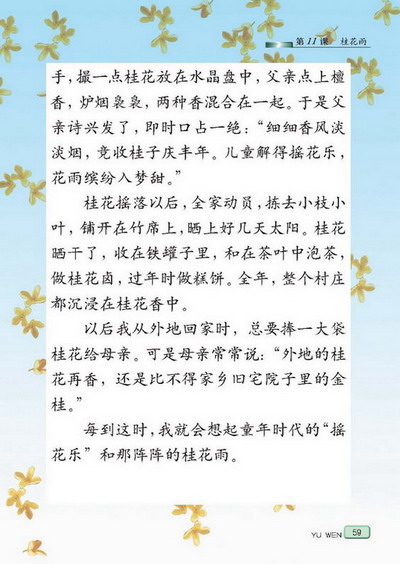 第11课 桂花雨
手，撮一点桂花放在水晶盘中，父亲点上檀
香，炉烟袅袅，两种香混合在一起。于是父
亲诗兴发了，即时口占一绝：“细细香风淡
淡烟，竞收桂子庆丰年。儿童解得摇花乐，
花雨缤纷入梦甜。”
桂花摇落以后，全家动员，拣去小枝小
叶，铺开在竹席上，晒上好几天太阳。桂花
晒干了，收在铁罐子里，和在茶叶中泡茶，
做桂花卤，过年时做糕饼。全年，整个村庄
都沉浸在桂花香中。
以后我从外地回家时，总要捧一大袋
桂花给母亲。可是母亲常常说：“外地的桂
花再香，还是比不得家乡旧宅院子里的金
桂。”
每到这时，我就会想起童年时代的“摇
花乐”和那阵阵的桂花雨。
YU WEN 59